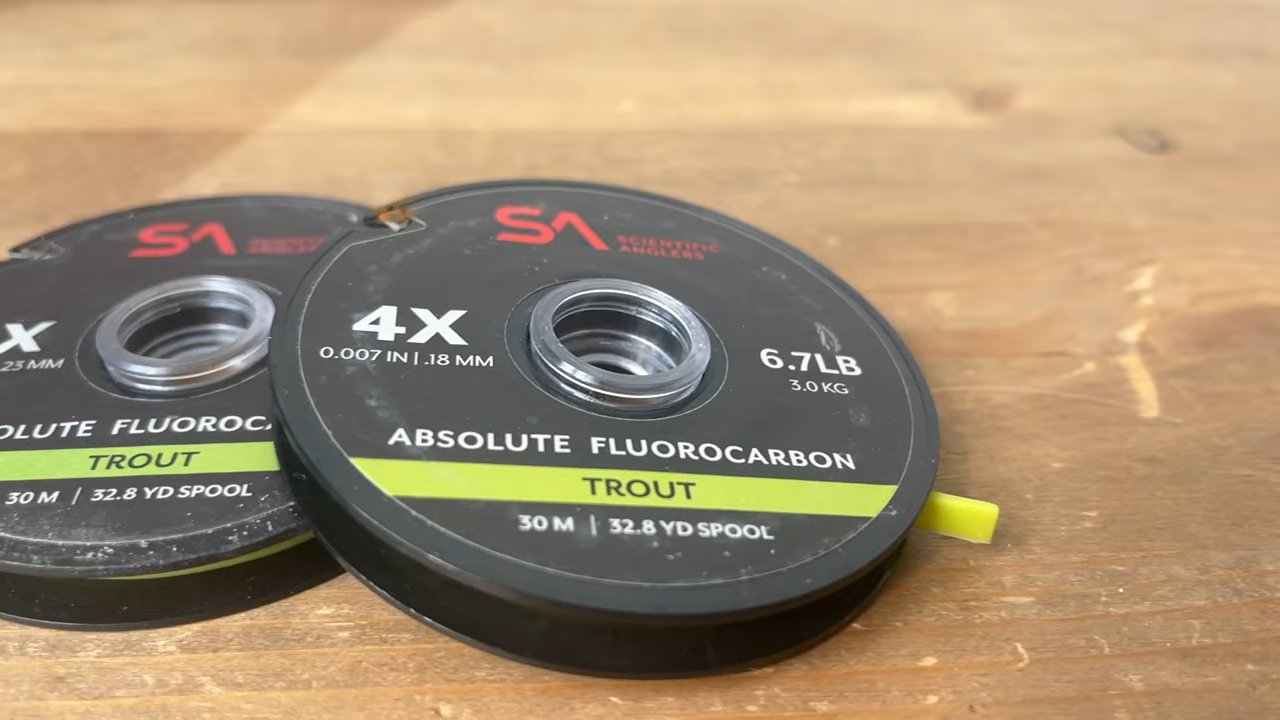 SA SCIENTIFIC
ANGLERS
4X
0.007 IN | .18 MM
6.7LB
3.0 KG
ABSOLUTE FLUOROCARBON
TROUT
30 M | 32.8 YD SPOOL
SA
X
.23 MM
OLUTE FLUOROCA
TROUT
30 M / 32.8 YD SPOOL